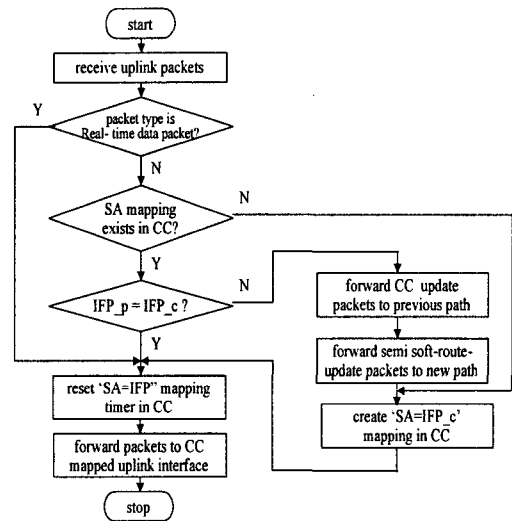 start
receive uplink packets
Y
packet type is
Real- time data packet?
N
N
SA mapping
exists in CC?
Y
N
IFP_p = IFP_c ?
forward CC update
packets to previous path
Y
forward semi soft-route-
update packets to new path
reset ‘SA=IFP” mapping
timer in CC
create ‘SA=IFP_c’
mapping in CC
forward packets to CC
mapped uplink interface
stop